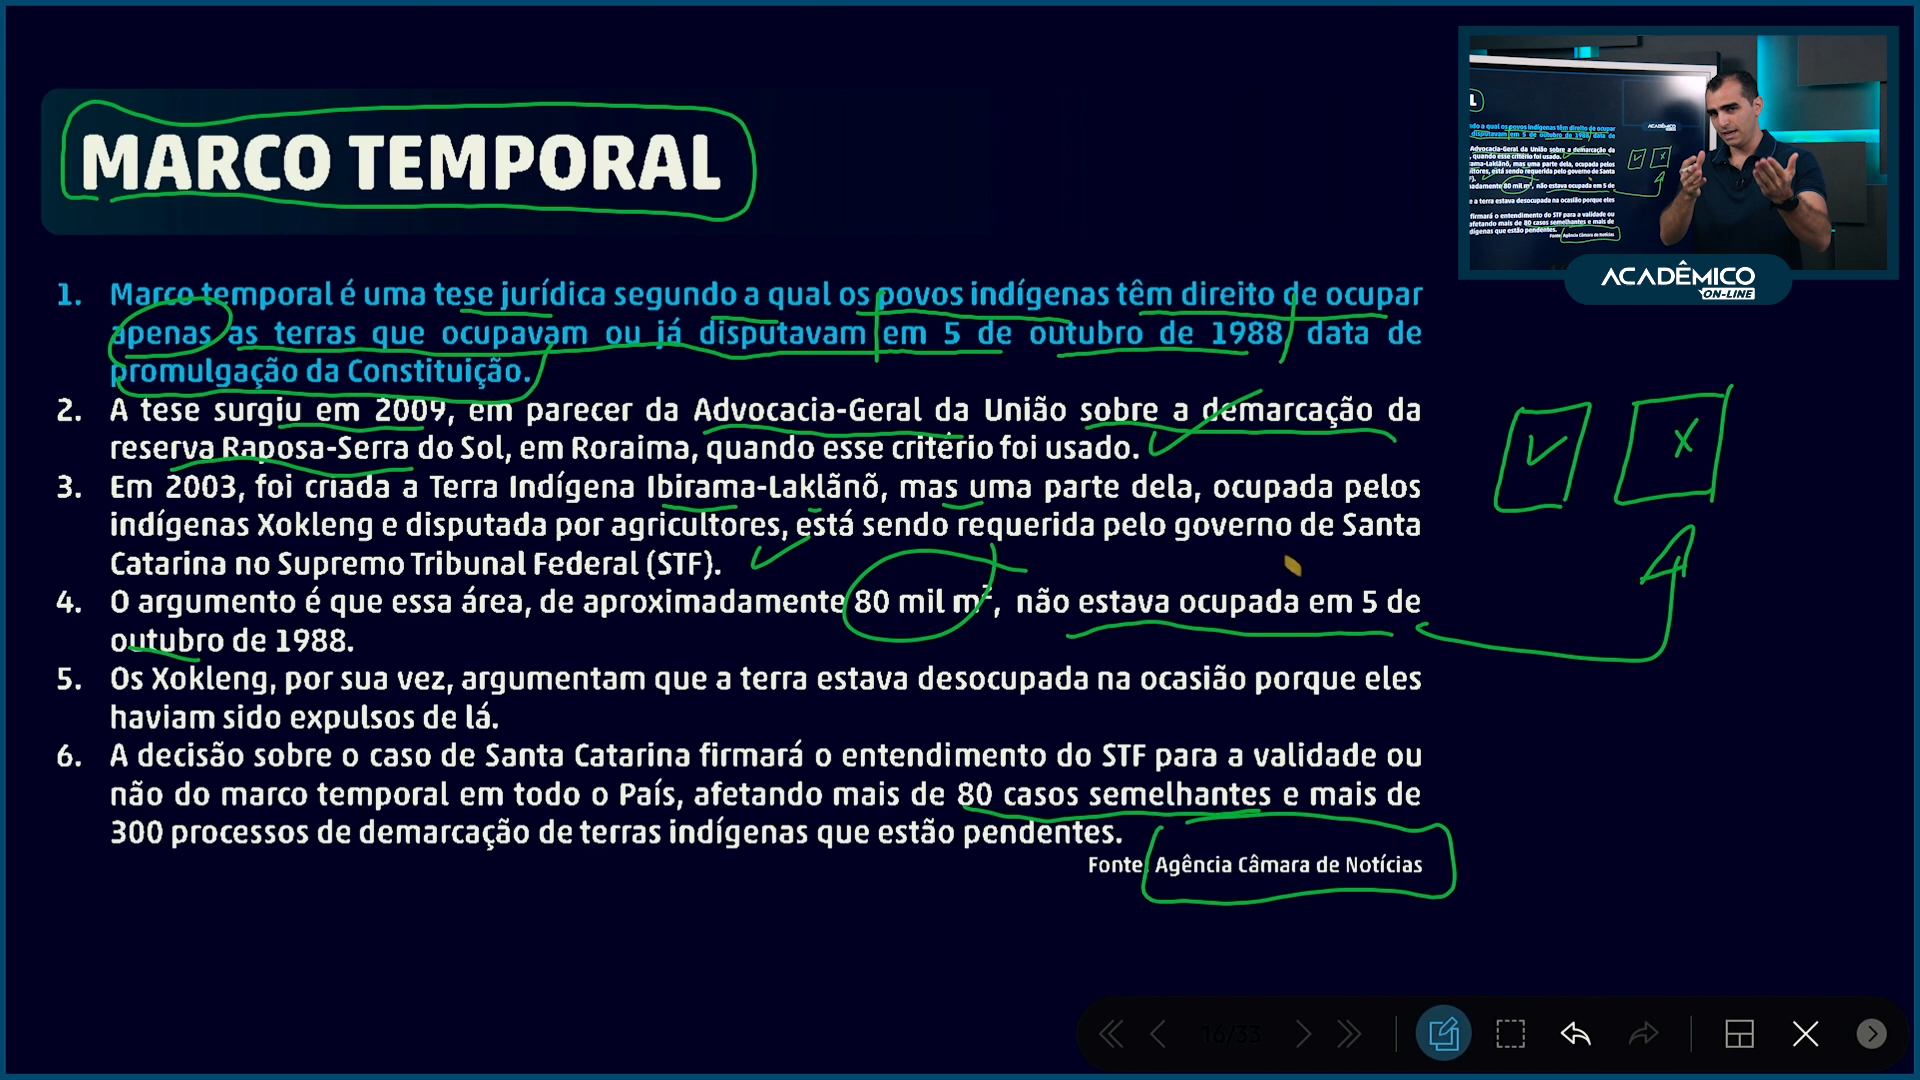 MARCO TEMPORAL
1. Marco temporal é uma tese jurídica segundo a qual os povos indígenas têm direito de ocupar
apenas as terras que ocupavam ou já disputavam em 5 de outubro de 1988, data de
promulgação da Constituição.
2. A tese surgiu em 2009, em parecer da Advocacia-Geral da União sobre a demarcação da
reserva Raposa-Serra do Sol, em Roraima, quando esse critério foi usado.
3. Em 2003, foi criada a Terra Indígena Ibirama-Laklãnõ, mas uma parte dela, ocupada pelos
indígenas Xokleng e disputada por agricultores, está sendo requerida pelo governo de Santa
Catarina no Supremo Tribunal Federal (STF).
4. O argumento é que essa área, de aproximadamente 80 mil m², não estava ocupada em 5 de
outubro de 1988.
5. Os Xokleng, por sua vez, argumentam que a terra estava desocupada na ocasião porque eles
haviam sido expulsos de lá.
6. A decisão sobre o caso de Santa Catarina firmará o entendimento do STF para a validade ou
não do marco temporal em todo o País, afetando mais de 80 casos semelhantes e mais de
300 processos de demarcação de terras indígenas que estão pendentes.
Fonte: Agência Câmara de Notícias
ACADÊMICO
ON-LINE
16/33